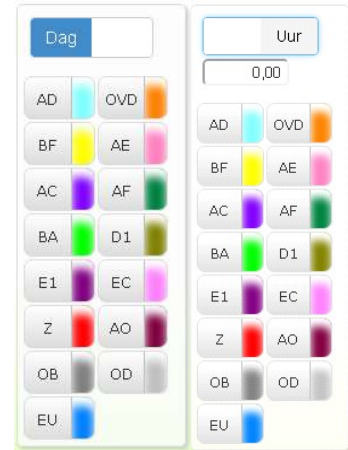 Dag
AD OVD
BF AE
AC AF
BA D1
E1 EC
Z AO
OB OD
EU
Uur
0,00
AD OVD
BF AE
AC AF
BA D1
E1 EC
Z AO
OB OD
EU